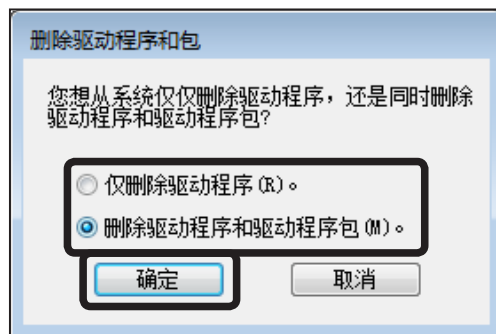 删除驱动程序和包
您想从系统仅仅删除驱动程序，还是同时删除
驱动程序和驱动程序包?
仅删除驱动程序(R)。
删除驱动程序和驱动程序包(M)。
确定
取消